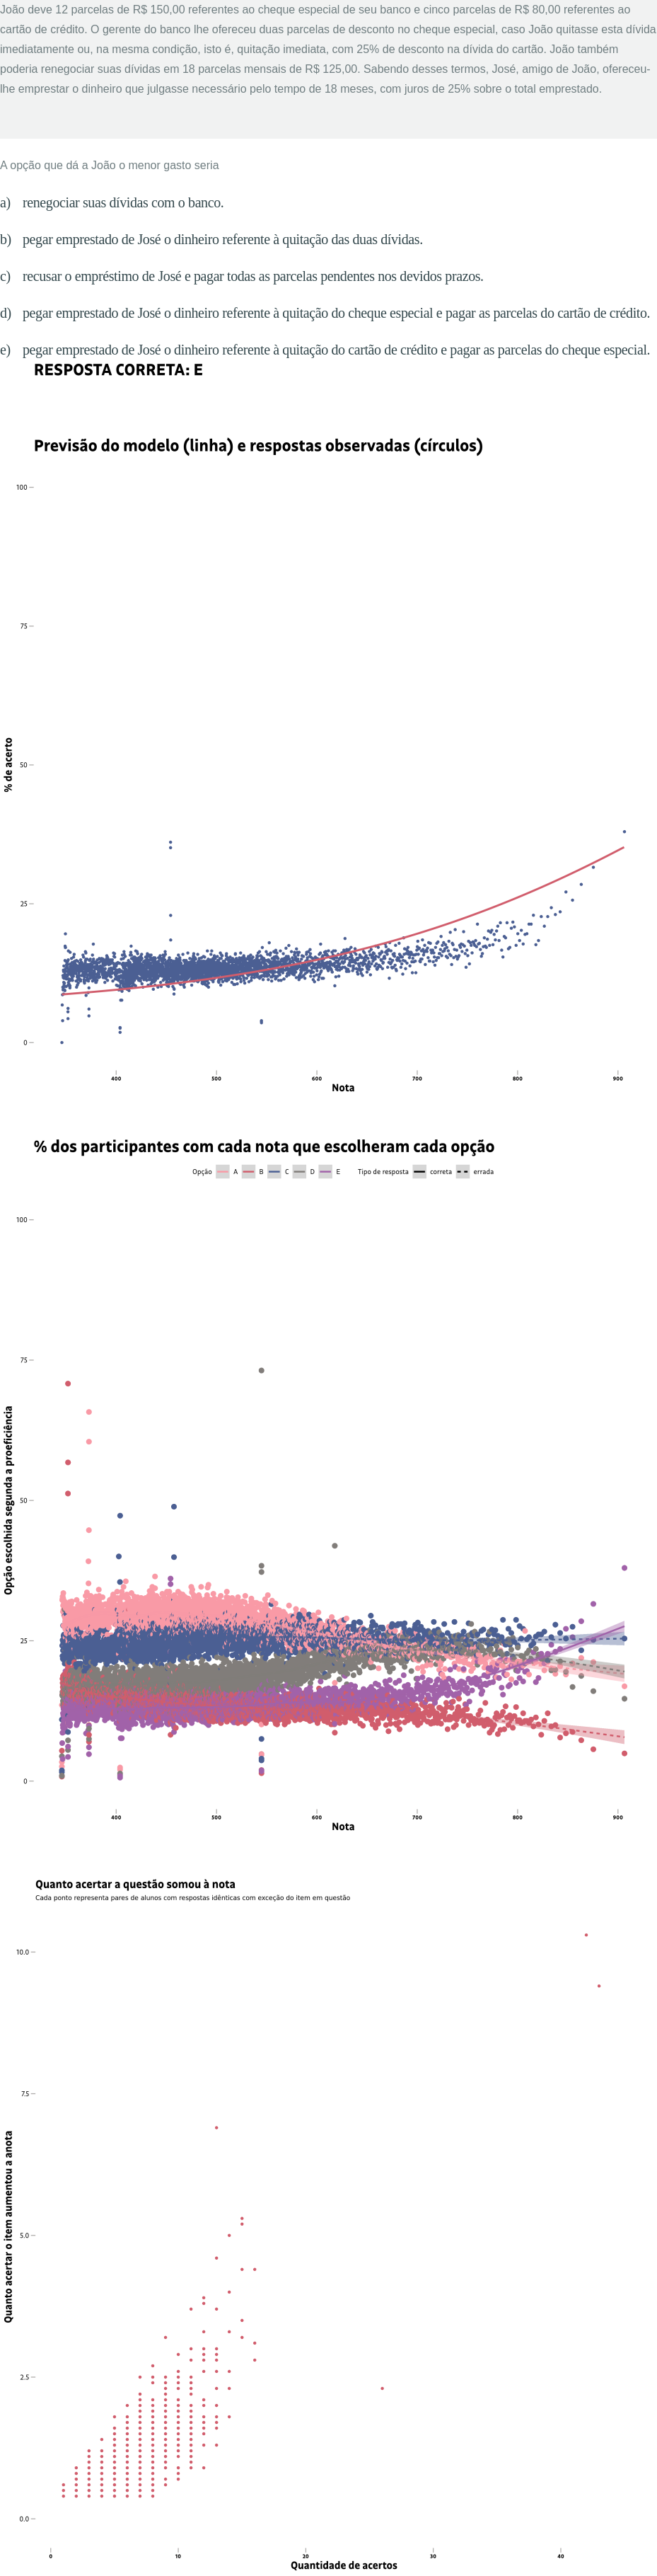 João deve 12 parcelas de R$ 150,00 referentes ao cheque especial de seu banco e cinco parcelas de R$ 80,00 referentes ao
cartão de crédito. O gerente do banco lhe ofereceu duas parcelas de desconto no cheque especial, caso João quitasse esta dívida
imediatamente ou, na mesma condição, isto é, quitação imediata, com 25% de desconto na dívida do cartão. João também
poderia renegociar suas dívidas em 18 parcelas mensais de R$ 125,00. Sabendo desses termos, José, amigo de João, ofereceu-
lhe emprestar o dinheiro que julgasse necessário pelo tempo de 18 meses, com juros de 25% sobre o total emprestado.
A opção que dá a João o menor gasto seria
a) renegociar suas dívidas com o banco.
b) pegar emprestado de José o dinheiro referente à quitação das duas dívidas.
c) recusar o empréstimo de José e pagar todas as parcelas pendentes nos devidos prazos.
d) pegar emprestado de José o dinheiro referente à quitação do cheque especial e pagar as parcelas do cartão de crédito.
e) pegar emprestado de José o dinheiro referente à quitação do cartão de crédito e pagar as parcelas do cheque especial.
RESPOSTA CORRETA: E
Previsão do modelo (linha) e respostas observadas (círculos)
100
75
% de acerto
50
25
0
400 500 600 700 800 900
Nota
% dos participantes com cada nota que escolheram cada opção
Opção A B C D E Tipo de resposta correta errada
100
75
Opção escolhida segunda a proeficiência
50
25
0
400 500 600 700 800 900
Nota
Quanto acertar a questão somou à nota
Cada ponto representa pares de alunos com respostas idênticas com exceção do item em questão
10.0
7.5
Quanto acertar o item aumentou a anota
5.0
2.5
0.0
0 10 20 30 40
Quantidade de acertos